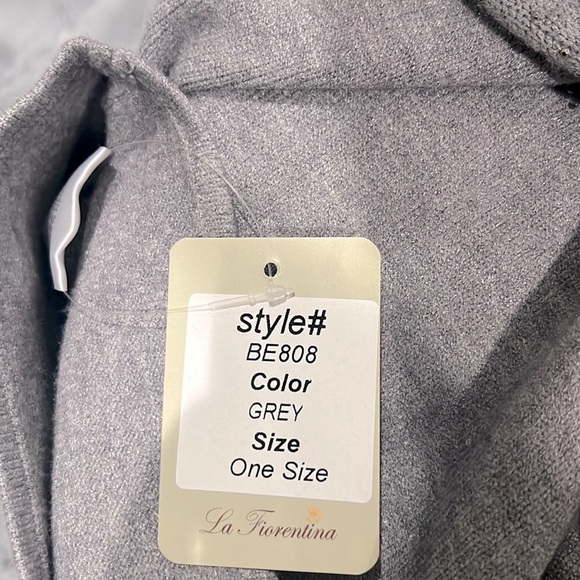 style#
BE808
Color
GREY
Size
One Size
La Fiorentina